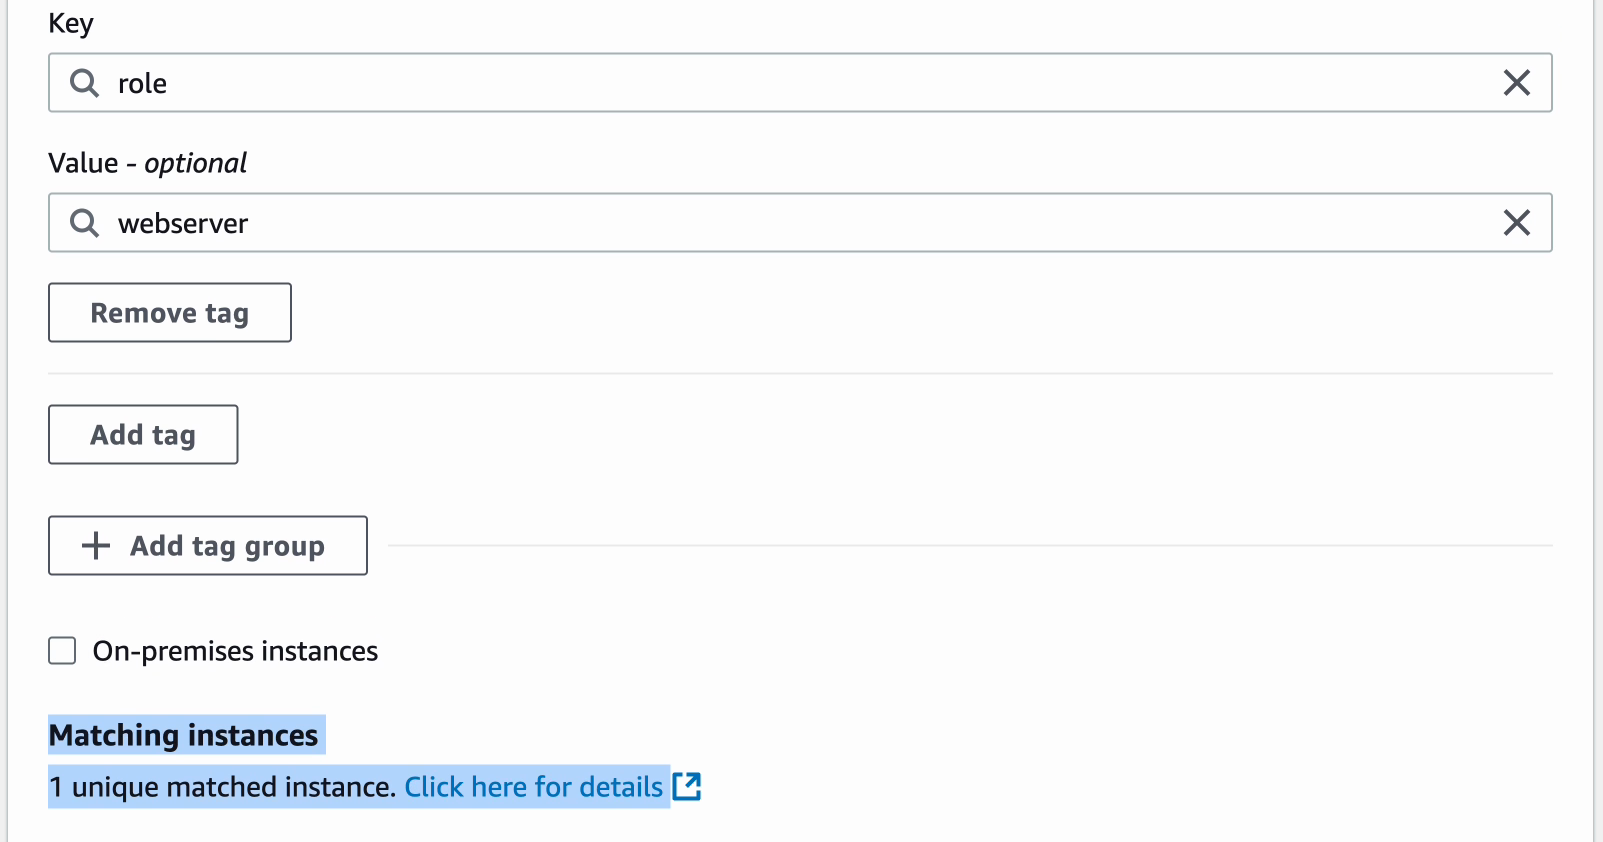 Key
role
Value - optional
webserver
Remove tag
Add tag
Add tag group
On-premises instances
Matching instances
1 unique matched instance. Click here for details